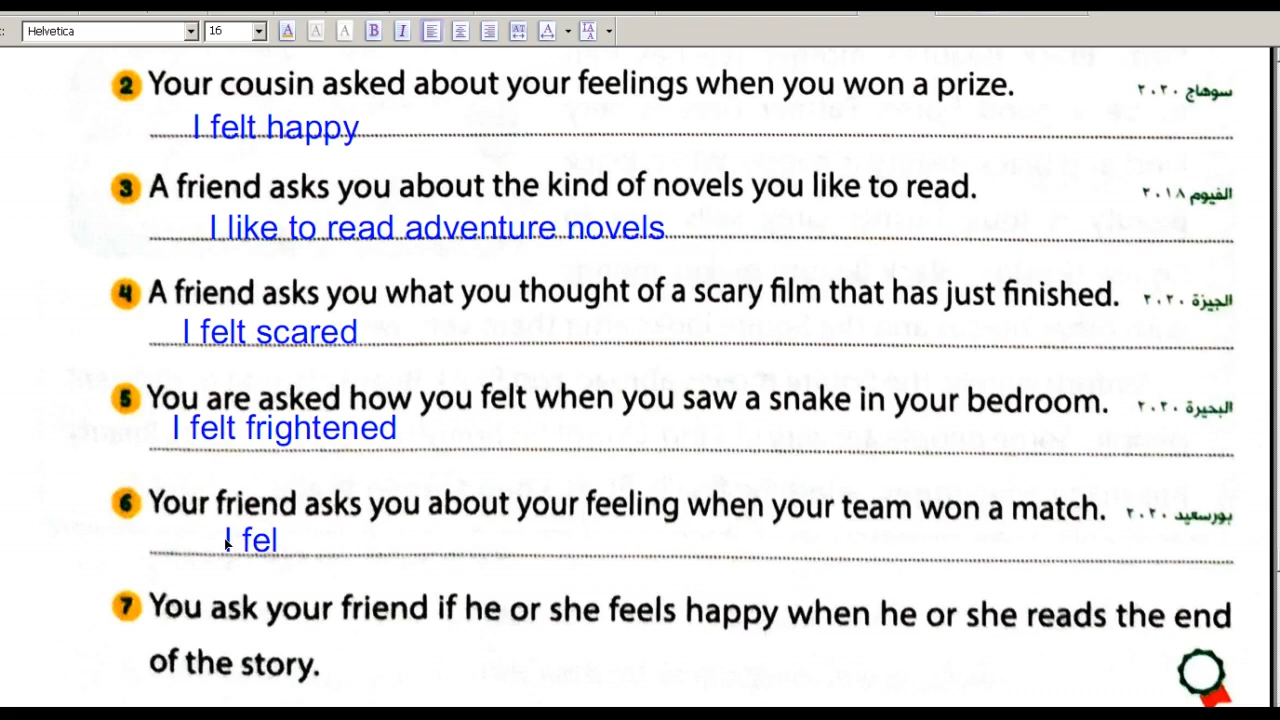 Helvetica 16 A A A B I AT A IA A
2 Your cousin asked about your feelings when you won a prize. سوهاج ٢٠٢٠
I felt happy
3 A friend asks you about the kind of novels you like to read. الفيوم ٢٠١٨
I like to read adventure novels
4 A friend asks you what you thought of a scary film that has just finished. الجيزة ٢٠٢٠
I felt scared
5 You are asked how you felt when you saw a snake in your bedroom. البحيرة ٢٠٢٠
I felt frightened
6 Your friend asks you about your feeling when your team won a match. بورسعيد ٢٠٢٠
I fel
7 You ask your friend if he or she feels happy when he or she reads the end
of the story.